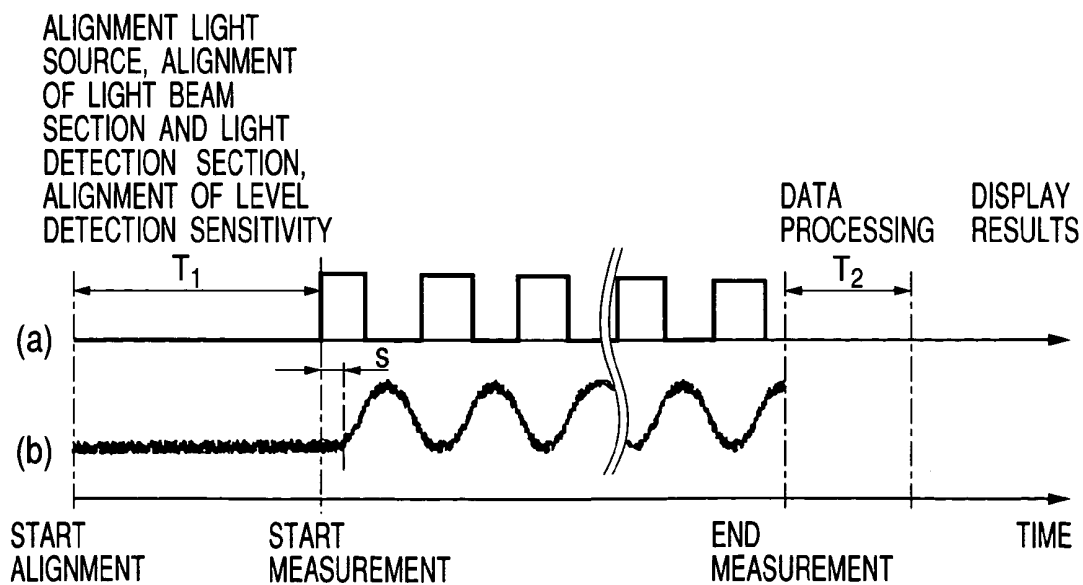 ALIGNMENT LIGHT
SOURCE, ALIGNMENT
OF LIGHT BEAM
SECTION AND LIGHT
DETECTION SECTION,
ALIGNMENT OF LEVEL
DETECTION SENSITIVITY
DATA
PROCESSING
DISPLAY
RESULTS
T1
T2
(a)
S
(b)
START
ALIGNMENT
START
MEASUREMENT
END
MEASUREMENT
TIME